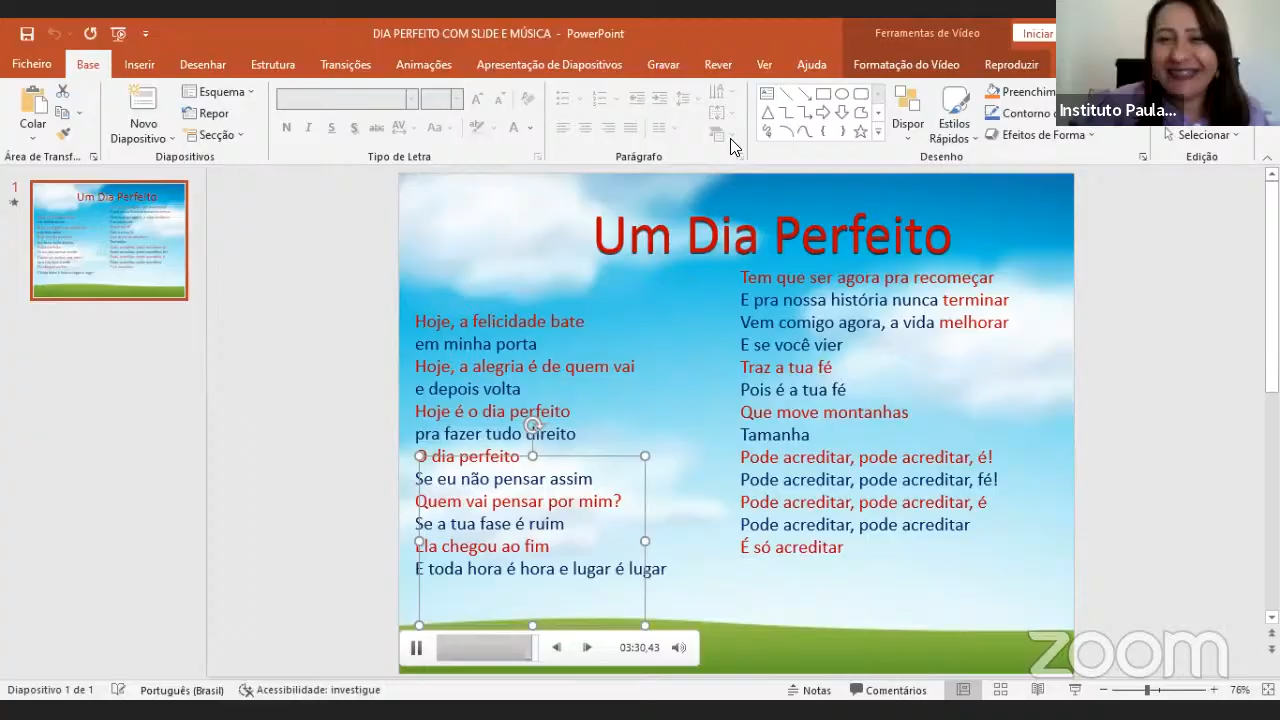 DIA PERFEITO COM SLIDE E MÚSICA - PowerPoint
Ferramentas de Vídeo
Iniciar
Ficheiro
Base
Inserir
Desenhar
Estrutura
Transições
Animações
Apresentação de Diapositivos
Gravar
Rever
Ver
Ajuda
Formatação do Vídeo
Reproduzir
Instituto Paula...
Colar
Área de Transf...
Novo
Diapositivo
Esquema
Repor
Secção
Diapositivos
N I S S abc AV Aa A
Tipo de Letra
Parágrafo
Dispor
Estilos
Rápidos
Preenchim
Contorno
Efeitos de Forma
Desenho
Selecionar
Edição
1
Um Dia Perfeito
Um Dia Perfeito
Hoje, a felicidade bate
em minha porta
Hoje, a alegria é de quem vai
e depois volta
Hoje é o dia perfeito
pra fazer tudo direito
O dia perfeito
Se eu não pensar assim
Quem vai pensar por mim?
Se a tua fase é ruim
Ela chegou ao fim
E toda hora é hora e lugar é lugar
Tem que ser agora pra recomeçar
E pra nossa história nunca terminar
Vem comigo agora, a vida melhorar
E se você vier
Traz a tua fé
Pois é a tua fé
Que move montanhas
Tamanha
Pode acreditar, pode acreditar, é!
Pode acreditar, pode acreditar, fé!
Pode acreditar, pode acreditar, é
Pode acreditar, pode acreditar
É só acreditar
03:30,43
zoom
Diapositivo 1 de 1
Português (Brasil)
Acessibilidade: investigue
Notas
Comentários
76%